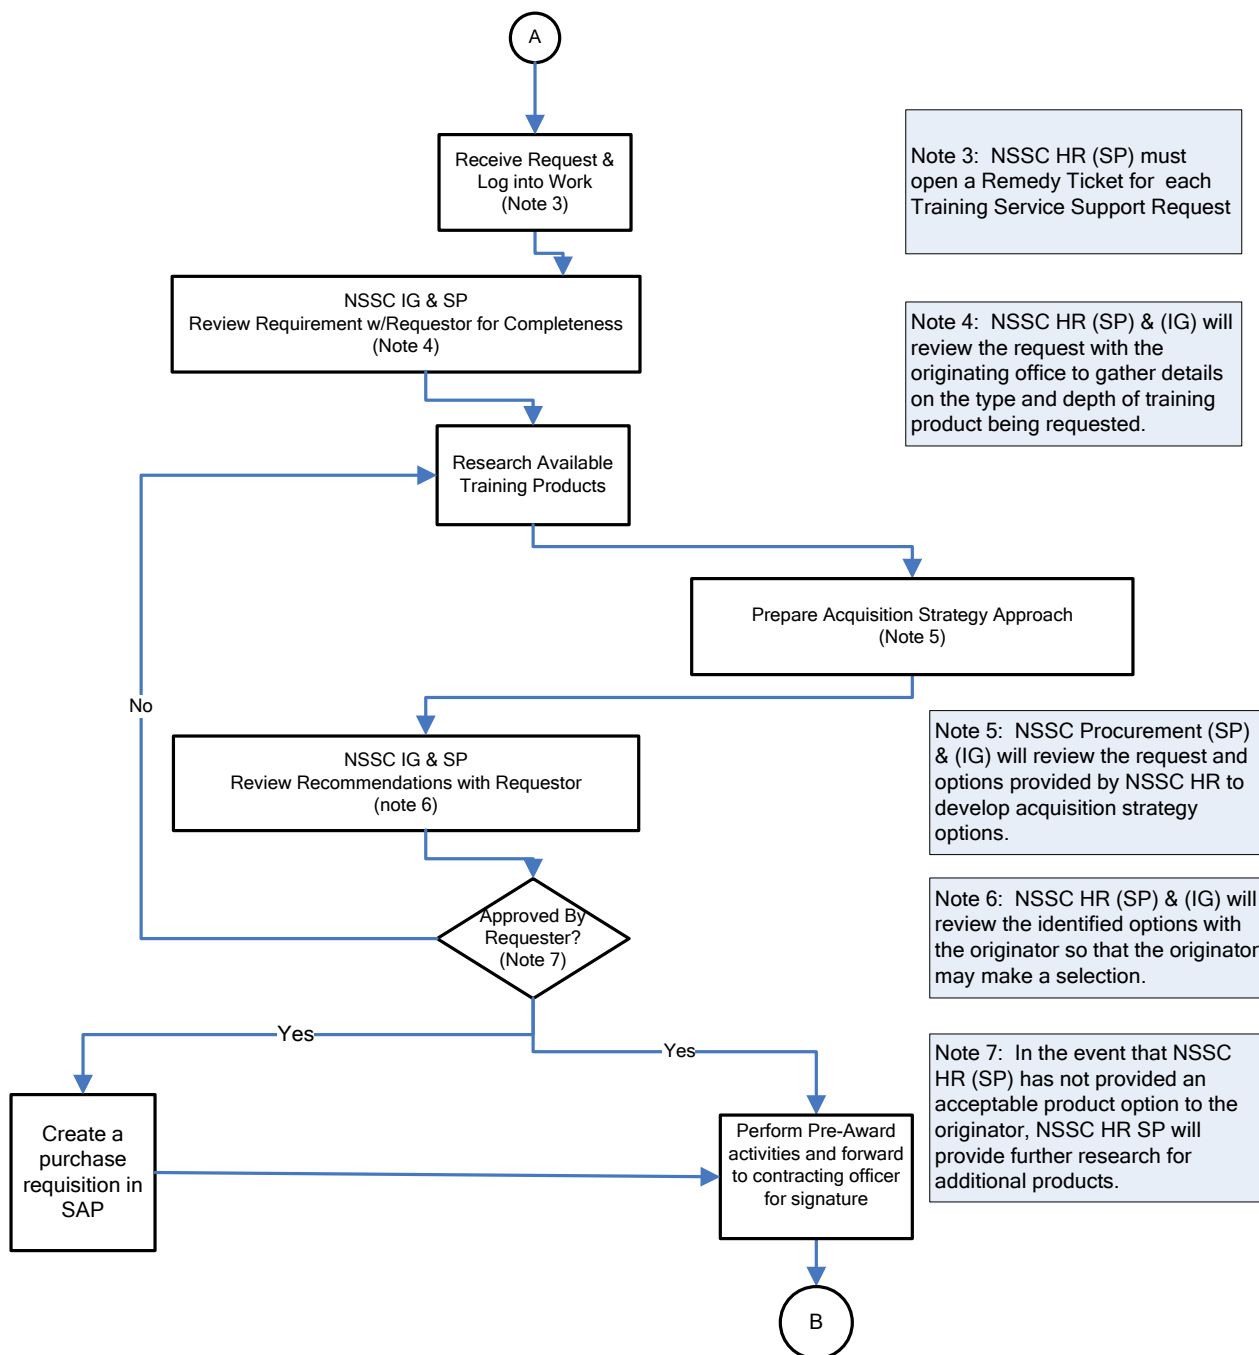 A
Receive Request &
Log into Work
(Note 3)
Note 3:  NSSC HR (SP) must
open a Remedy Ticket for  each
Training Service Support Request
NSSC IG & SP
Review Requirement w/Requestor for Completeness
(Note 4)
Note 4:  NSSC HR (SP) & (IG) will
review the request with the
originating office to gather details
on the type and depth of training
product being requested.
Research Available
Training Products
Prepare Acquisition Strategy Approach
(Note 5)
No
NSSC IG & SP
Review Recommendations with Requestor
(note 6)
Note 5:  NSSC Procurement (SP)
& (IG) will review the request and
options provided by NSSC HR to
develop acquisition strategy
options.
Approved By
Requester?
(Note 7)
Note 6:  NSSC HR (SP) & (IG) will
review the identified options with
the originator so that the originator
may make a selection.
Yes
Yes
Note 7:  In the event that NSSC
HR (SP) has not provided an
acceptable product option to the
originator, NSSC HR SP will
provide further research for
additional products.
Create a
purchase
requisition in
SAP
Perform Pre-Award
activities and forward
to contracting officer
for signature
B